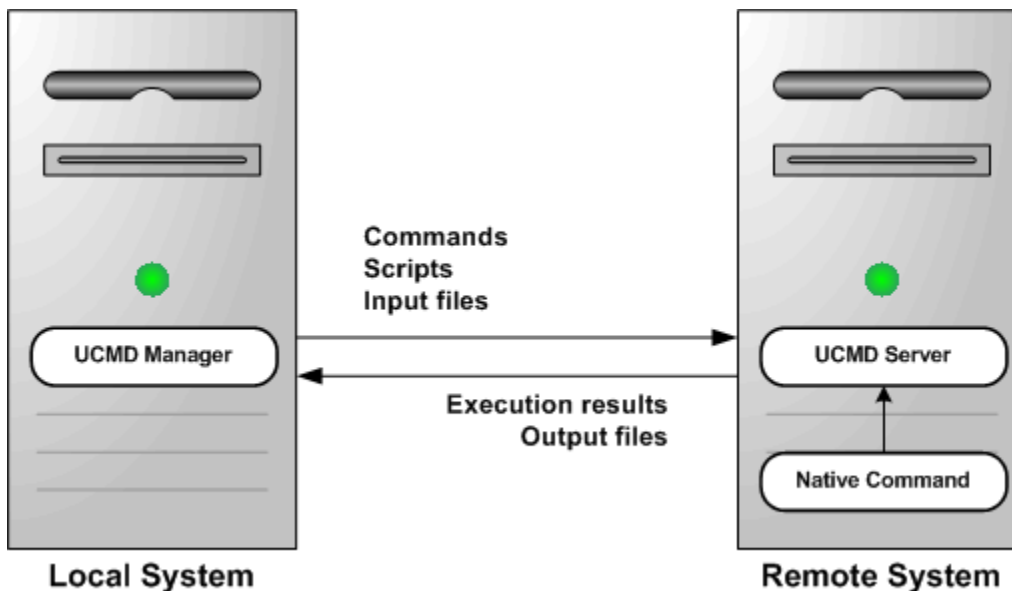 Commands
Scripts
Input files
UCMD Manager
UCMD Server
Execution results
Output files
Native Command
Local System
Remote System